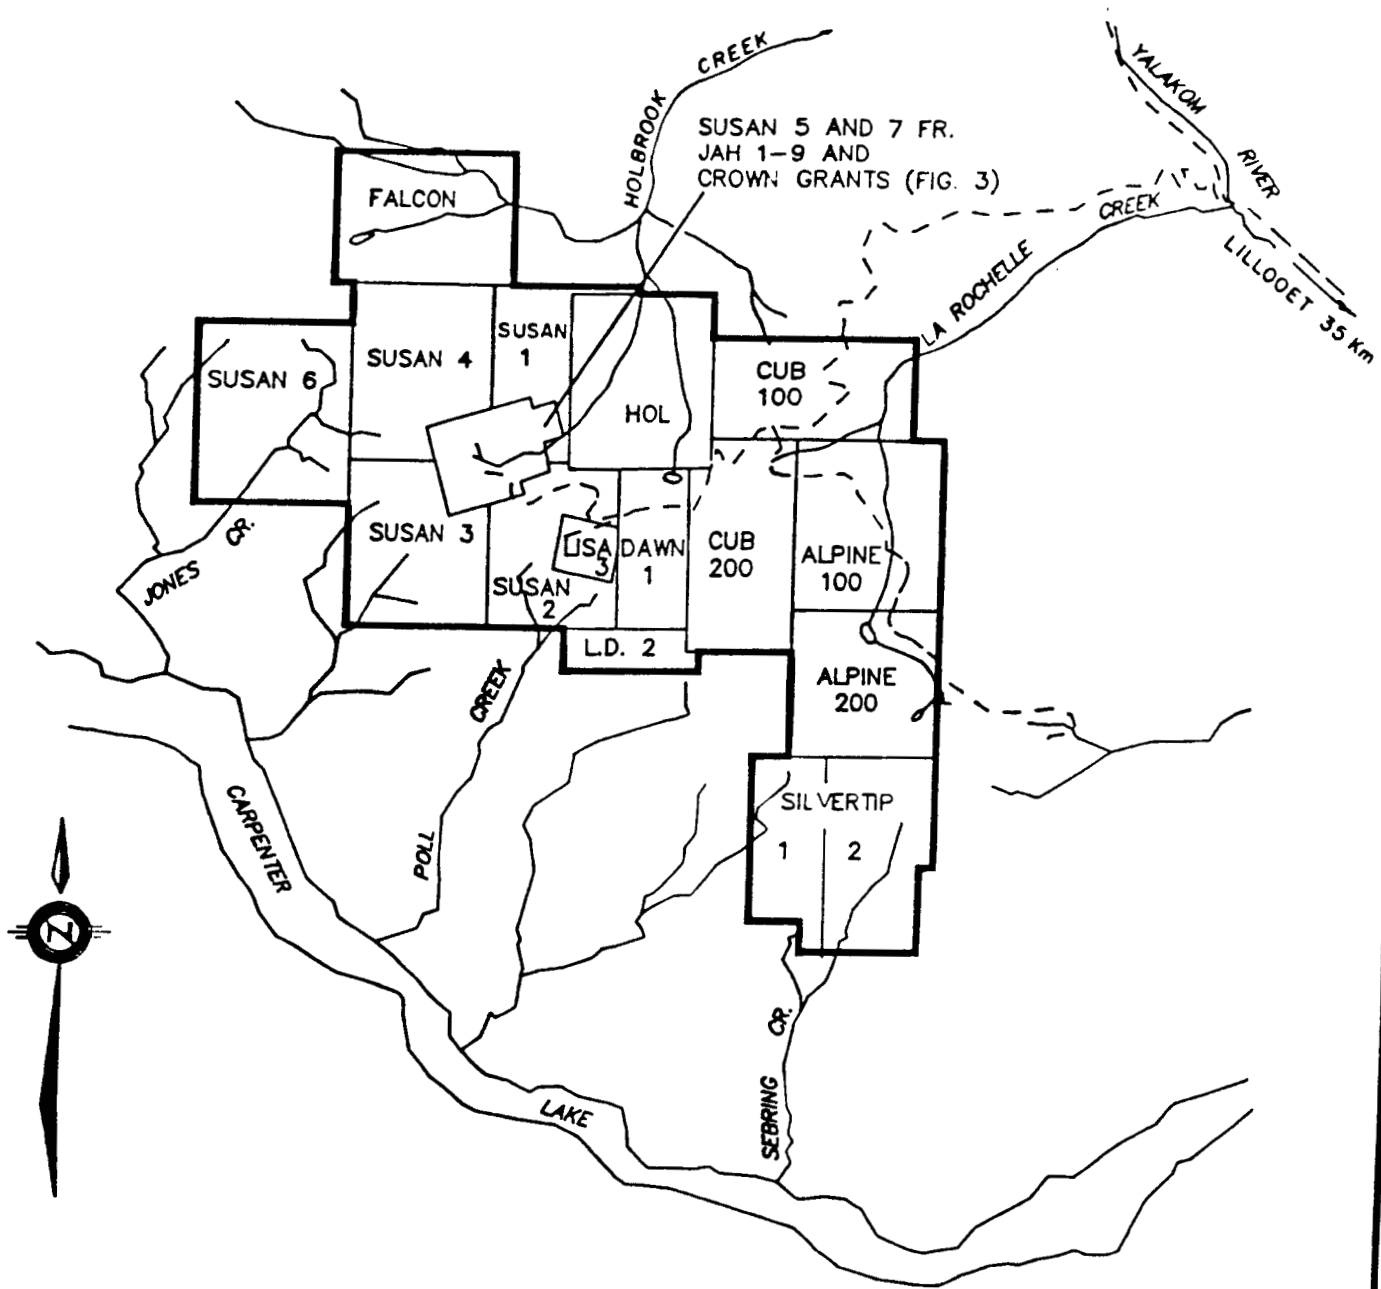 HOLBROOK CREEK
YALAKOM RIVER
SUSAN 5 AND 7 FR.
JAH 1-9 AND
CROWN GRANTS (FIG. 3)
FALCON
LA ROCHELLE CREEK
LILLOOET 35 Km
SUSAN
1
SUSAN 4
SUSAN 6
CUB
100
HOL
SUSAN 3
LISA
3
DAWN
1
CUB
200
ALPINE
100
SUSAN
2
JONES CR.
L.D. 2
ALPINE
200
POLL CREEK
SILVERTIP
1 2
CARPENTER LAKE
SEBRING CR.
N